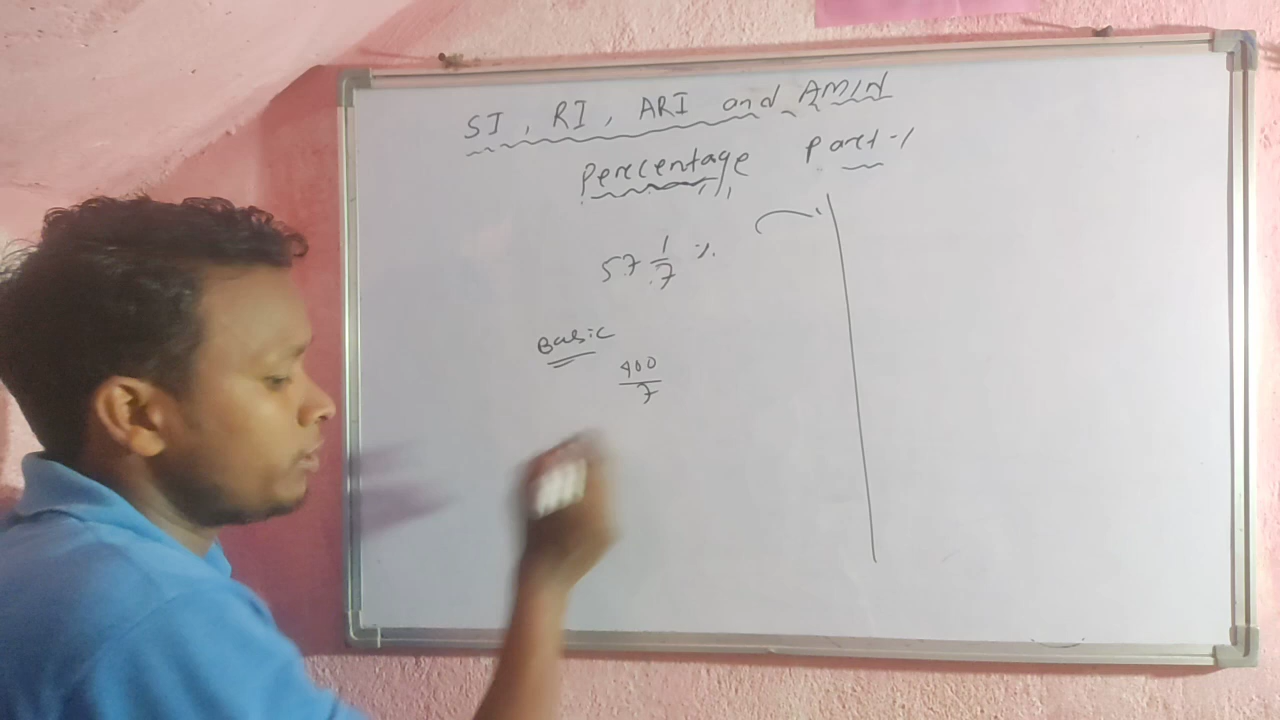 SI, RI, ARI and AMIN
Percentage Part-1
57 1/7 %
Basic
400/7